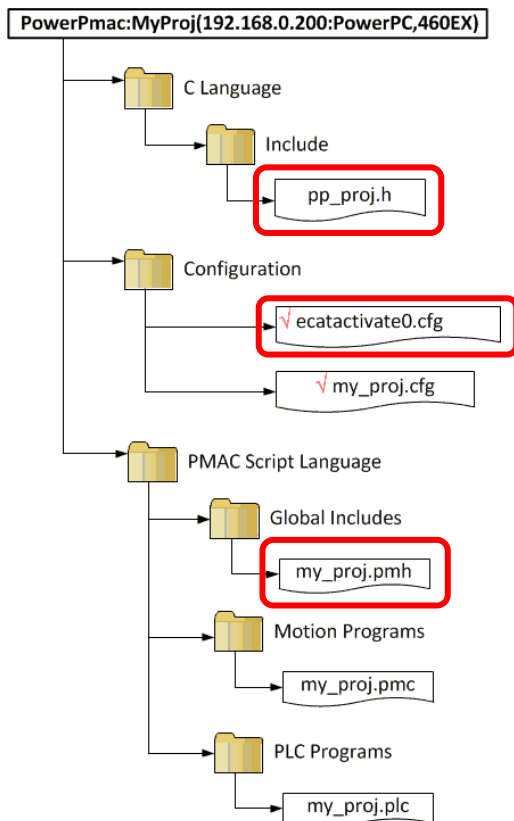 PowerPmac:MyProj(192.168.0.200:PowerPC,460EX)
C Language
Include
pp_proj.h
Configuration
√ ecatactivate0.cfg
√ my_proj.cfg
PMAC Script Language
Global Includes
my_proj.pmh
Motion Programs
my_proj.pmc
PLC Programs
my_proj.plc